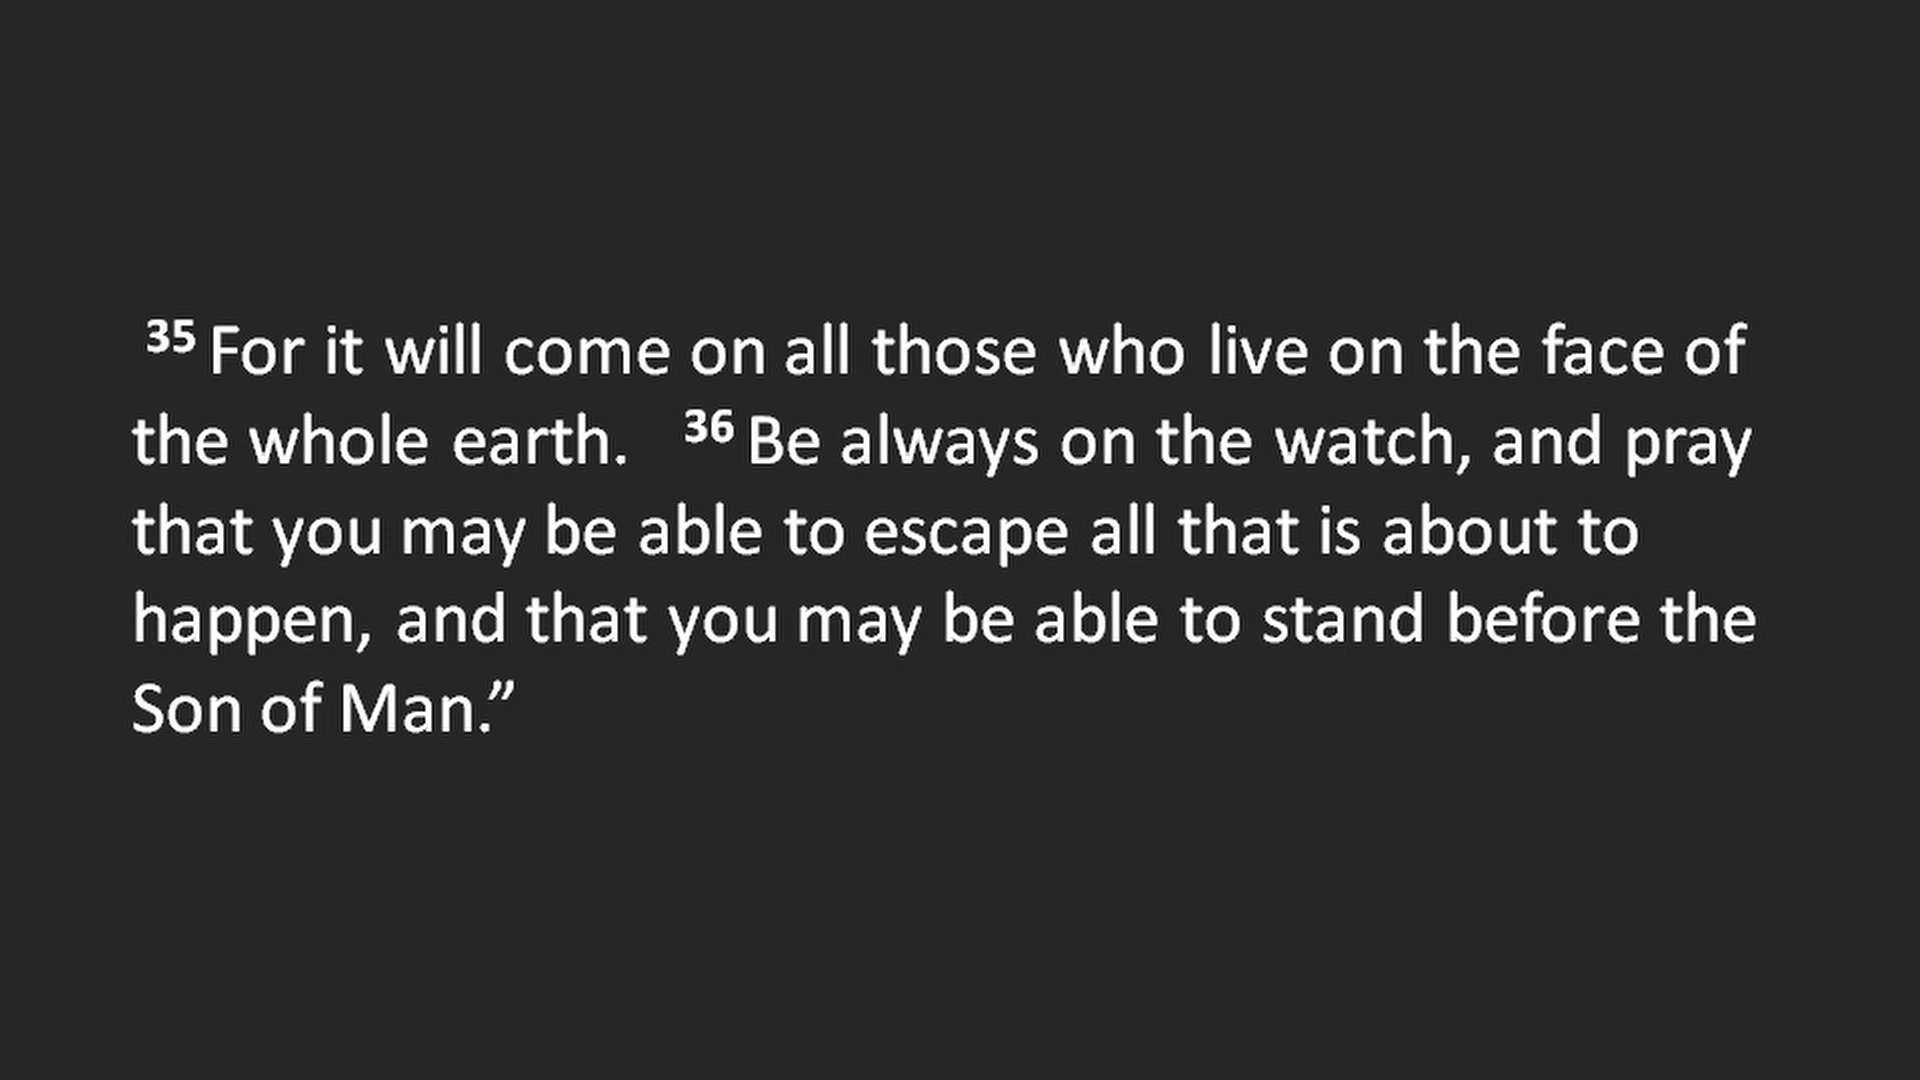 35 For it will come on all those who live on the face of
the whole earth. 36 Be always on the watch, and pray
that you may be able to escape all that is about to
happen, and that you may be able to stand before the
Son of Man.”